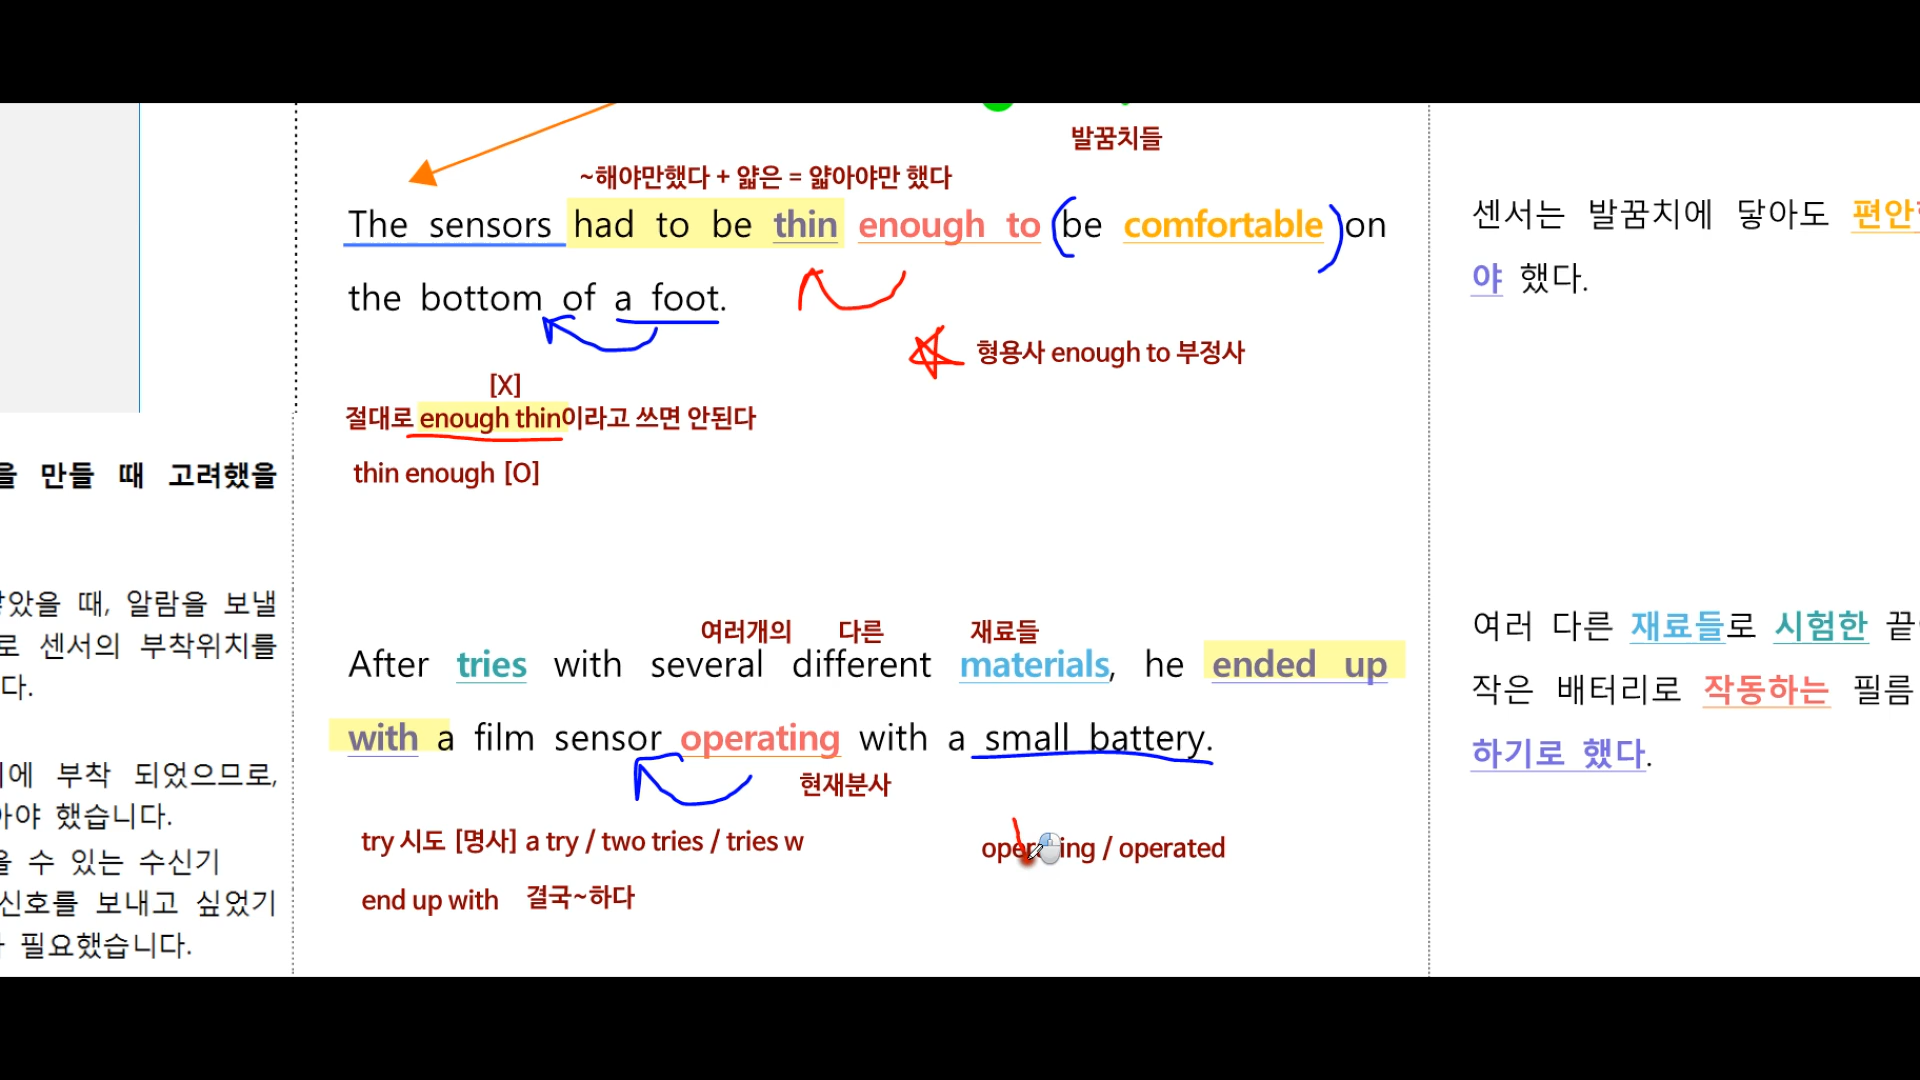 발꿈치들
~해야만했다 + 얇은 = 얇아야만 했다
The sensors had to be thin enough to be comfortable on
the bottom of a foot.
형용사 enough to 부정사
[X]
절대로 enough thin이라고 쓰면 안된다
thin enough [O]
여러개의 다른 재료들
After tries with several different materials, he ended up
with a film sensor operating with a small battery.
현재분사
try 시도 [명사] a try / two tries / tries w
operating / operated
end up with 결국~하다
을 만들 때 고려했을
았을 때, 알람을 보낼
로 센서의 부착위치를
다.
에 부착 되었으므로,
아야 했습니다.
을 수 있는 수신기
신호를 보내고 싶었기
필요했습니다.
센서는 발꿈치에 닿아도 편안
야 했다.
여러 다른 재료들로 시험한 끝
작은 배터리로 작동하는 필름
하기로 했다.